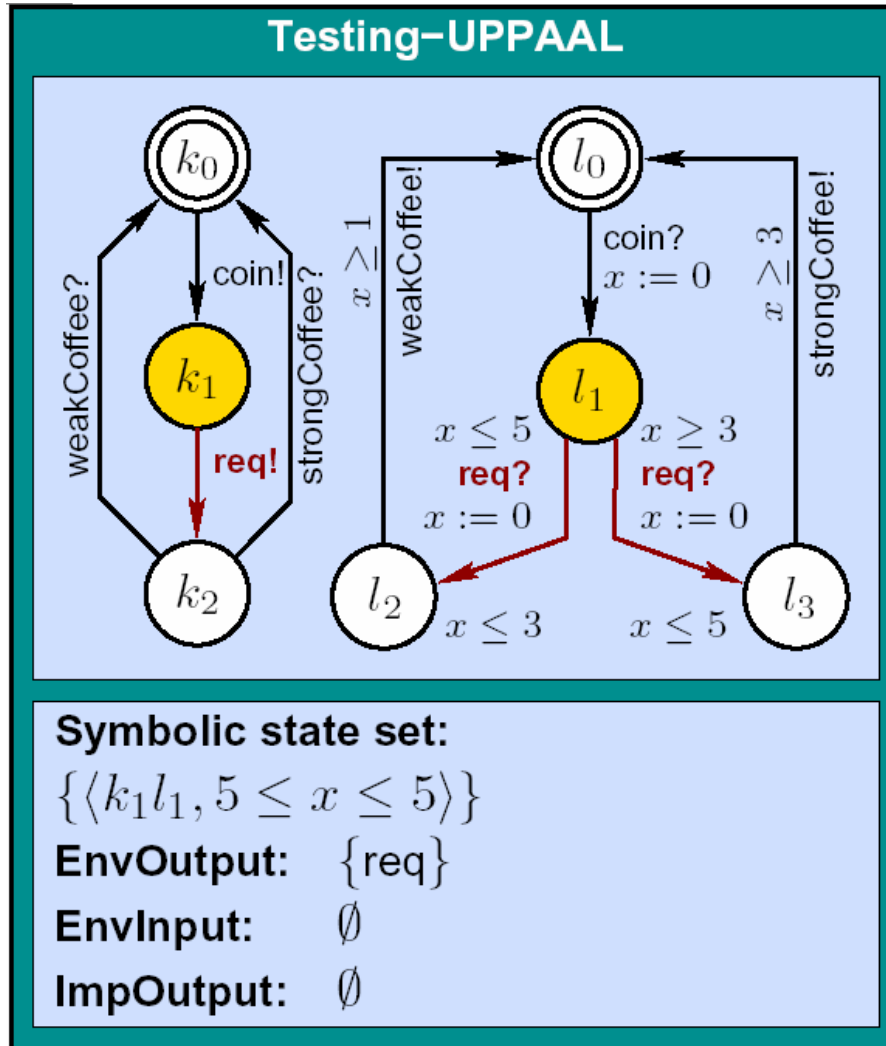 Testing–UPPAAL
k₀
coin!
k₁
req!
k₂
weakCoffee?
strongCoffee?
l₀
coin?
x := 0
l₁
x ≥ 1
weakCoffee!
x ≥ 3
strongCoffee!
x ≤ 5
req?
x := 0
x ≥ 3
req?
x := 0
l₂
x ≤ 3
x ≤ 5
l₃
Symbolic state set:
{⟨k₁l₁, 5 ≤ x ≤ 5⟩}
EnvOutput: {req}
EnvInput: ∅
ImpOutput: ∅